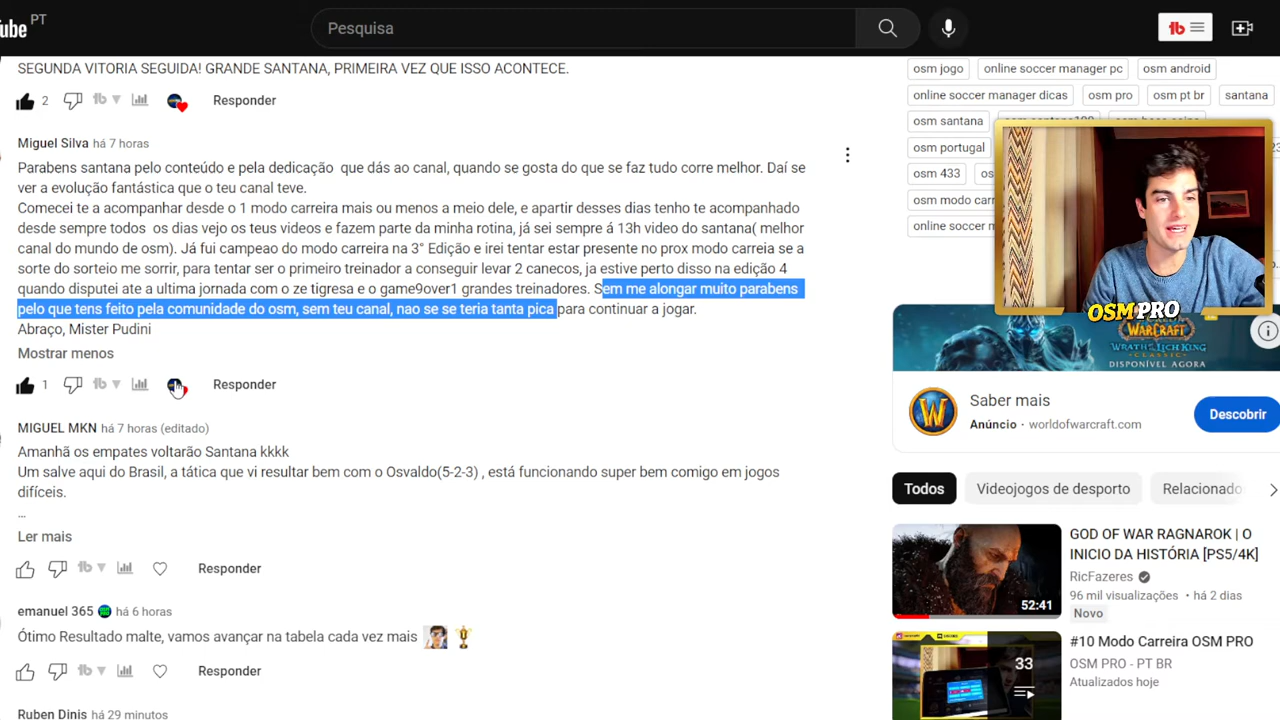 ube PT
Pesquisa
SEGUNDA VITORIA SEGUIDA! GRANDE SANTANA, PRIMEIRA VEZ QUE ISSO ACONTECE.
2
Responder
Miguel Silva há 7 horas
Parabens santana pelo conteúdo e pela dedicação que dás ao canal, quando se gosta do que se faz tudo corre melhor. Daí se
ver a evolução fantástica que o teu canal teve.
Comecei te a acompanhar desde o 1 modo carreira mais ou menos a meio dele, e apartir desses dias tenho te acompanhado
desde sempre todos os dias vejo os teus videos e fazem parte da minha rotina, já sei sempre á 13h video do santana( melhor
canal do mundo de osm). Já fui campeao do modo carreira na 3° Edição e irei tentar estar presente no prox modo carreia se a
sorte do sorteio me sorrir, para tentar ser o primeiro treinador a conseguir levar 2 canecos, ja estive perto disso na edição 4
quando disputei ate a ultima jornada com o ze tigresa e o game9over1 grandes treinadores. Sem me alongar muito parabens
pelo que tens feito pela comunidade do osm, sem teu canal, nao se se teria tanta pica para continuar a jogar.
Abraço, Mister Pudini
Mostrar menos
1
Responder
MIGUEL MKN há 7 horas (editado)
Amanhã os empates voltarão Santana kkkk
Um salve aqui do Brasil, a tática que vi resultar bem com o Osvaldo(5-2-3) , está funcionando super bem comigo em jogos
difíceis.
...
Ler mais
Responder
emanuel 365 há 6 horas
Ótimo Resultado malte, vamos avançar na tabela cada vez mais
Responder
Ruben Dinis há 29 minutos
osm jogo online soccer manager pc osm android
online soccer manager dicas osm pro osm pt br santana
osm santana
osm portugal
osm 433 os
osm modo carr
online soccer m
OSM PRO
WARCRAFT
WRATH OF THE LICH KING
CLASSIC
DISPONÍVEL AGORA
Saber mais
Anúncio · worldofwarcraft.com
Descobrir
Todos Videojogos de desporto Relacionado
GOD OF WAR RAGNAROK | O
INICIO DA HISTÓRIA [PS5/4K]
RicFazeres
96 mil visualizações • há 2 dias
Novo
52:41
#10 Modo Carreira OSM PRO
OSM PRO - PT BR
Atualizados hoje
33